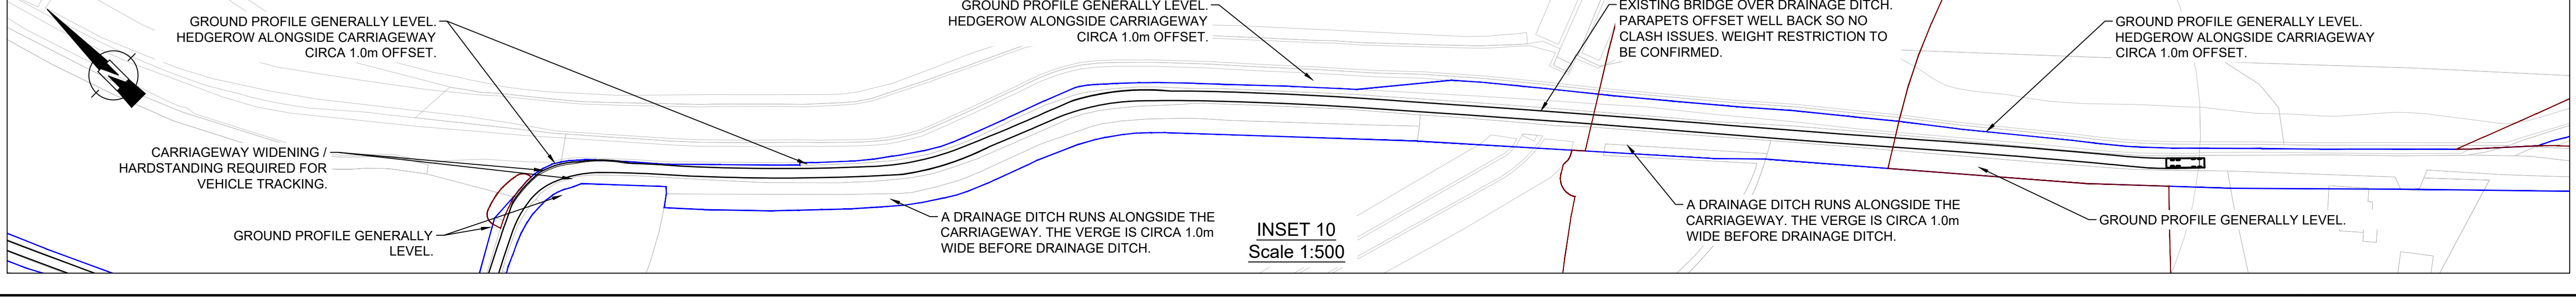 GROUND PROFILE GENERALLY LEVEL.
HEDGEROW ALONGSIDE CARRIAGEWAY
CIRCA 1.0m OFFSET.
GROUND PROFILE GENERALLY LEVEL.
HEDGEROW ALONGSIDE CARRIAGEWAY
CIRCA 1.0m OFFSET.
EXISTING BRIDGE OVER DRAINAGE DITCH.
PARAPETS OFFSET WELL BACK SO NO
CLASH ISSUES. WEIGHT RESTRICTION TO
BE CONFIRMED.
GROUND PROFILE GENERALLY LEVEL.
HEDGEROW ALONGSIDE CARRIAGEWAY
CIRCA 1.0m OFFSET.
CARRIAGEWAY WIDENING /
HARDSTANDING REQUIRED FOR
VEHICLE TRACKING.
GROUND PROFILE GENERALLY
LEVEL.
A DRAINAGE DITCH RUNS ALONGSIDE THE
CARRIAGEWAY. THE VERGE IS CIRCA 1.0m
WIDE BEFORE DRAINAGE DITCH.
INSET 10
Scale 1:500
A DRAINAGE DITCH RUNS ALONGSIDE THE
CARRIAGEWAY. THE VERGE IS CIRCA 1.0m
WIDE BEFORE DRAINAGE DITCH.
GROUND PROFILE GENERALLY LEVEL.